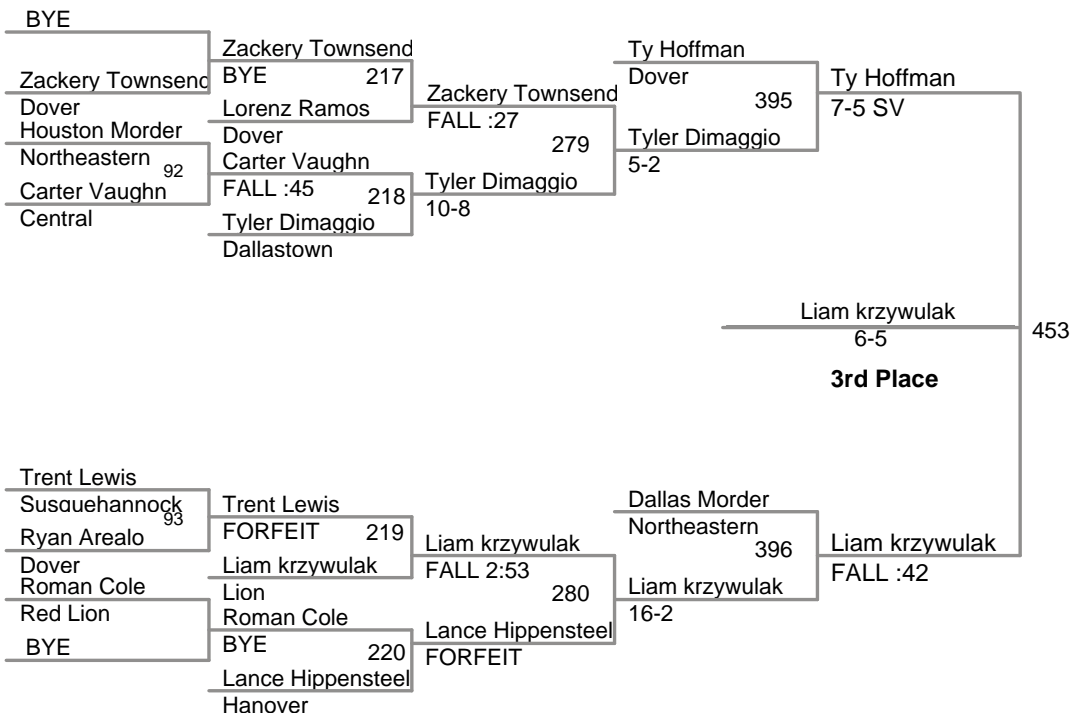 BYE
Zackery Townsend
Dover
Houston Morder
Northeastern
92
Carter Vaughn
Central
Zackery Townsend
BYE
217
Lorenz Ramos
Dover
Carter Vaughn
FALL :45
218
Tyler Dimaggio
Dallastown
Zackery Townsend
FALL :27
279
Tyler Dimaggio
10-8
Ty Hoffman
Dover
395
Tyler Dimaggio
5-2
Ty Hoffman
7-5 SV
Liam krzywulak
6-5
453
3rd Place
Trent Lewis
Susquehannock
93
Ryan Arealo
Dover
Roman Cole
Red Lion
BYE
Trent Lewis
FORFEIT
219
Liam krzywulak
Lion
Roman Cole
BYE
220
Lance Hippensteel
Hanover
Liam krzywulak
FALL 2:53
280
Lance Hippensteel
FORFEIT
Dallas Morder
Northeastern
396
Liam krzywulak
16-2
Liam krzywulak
FALL :42